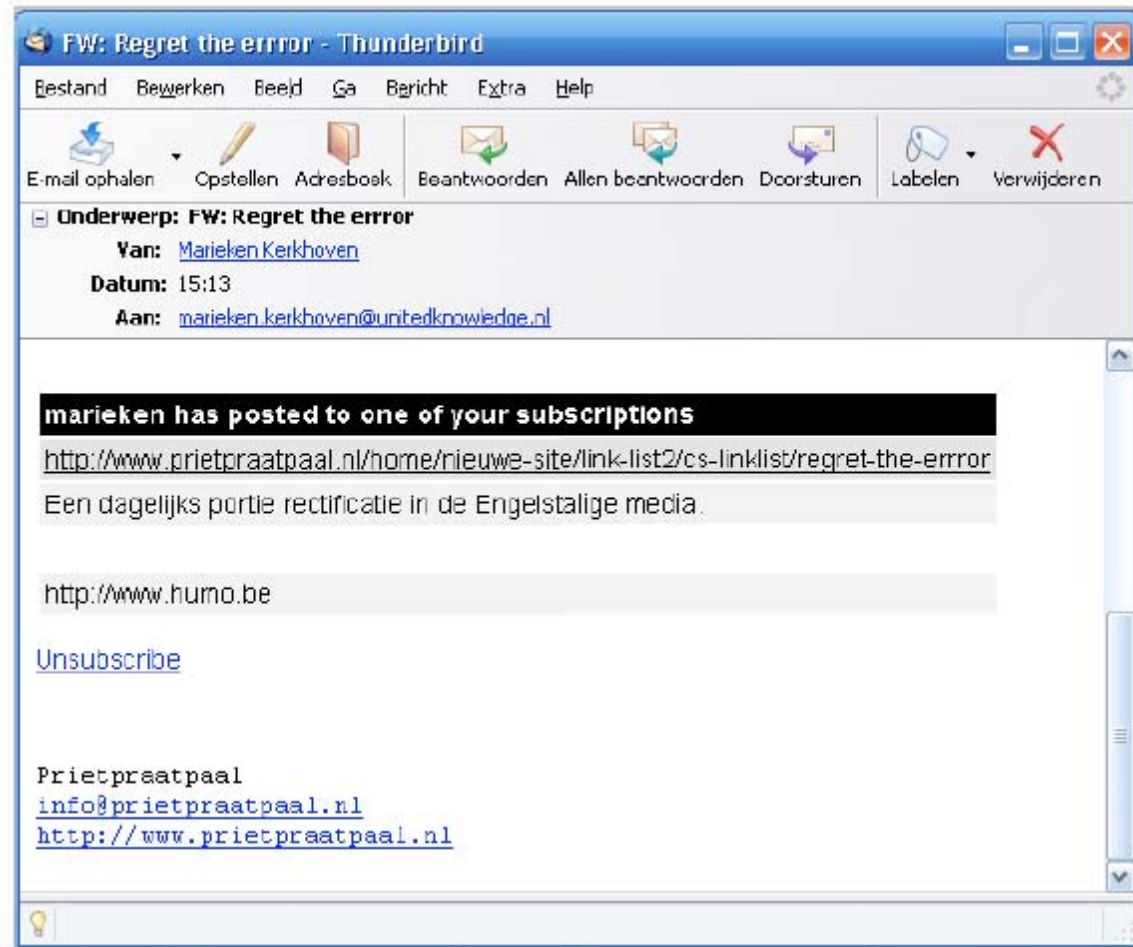 FW: Regret the errror - Thunderbird
Bestand Bewerken Beeld Ga Bericht Extra Help
E-mail ophalen Opstellen Adresboek Beantwoorden Allen beantwoorden Doorsturen Labelen Verwijderen
Onderwerp: FW: Regret the errror
Van: Marieken Kerkhoven
Datum: 15:13
Aan: marieken.kerkhoven@unitedknowledge.nl
marieken has posted to one of your subscriptions
http://www.prietpraatpaal.nl/home/nieuwe-site/link-list2/cs-linklist/regret-the-errror
Een dagelijks portie rectificatie in de Engelstalige media.
http://www.humo.be
Unsubscribe
Prietpraatpaal
info@prietpraatpaal.nl
http://www.prietpraatpaal.nl